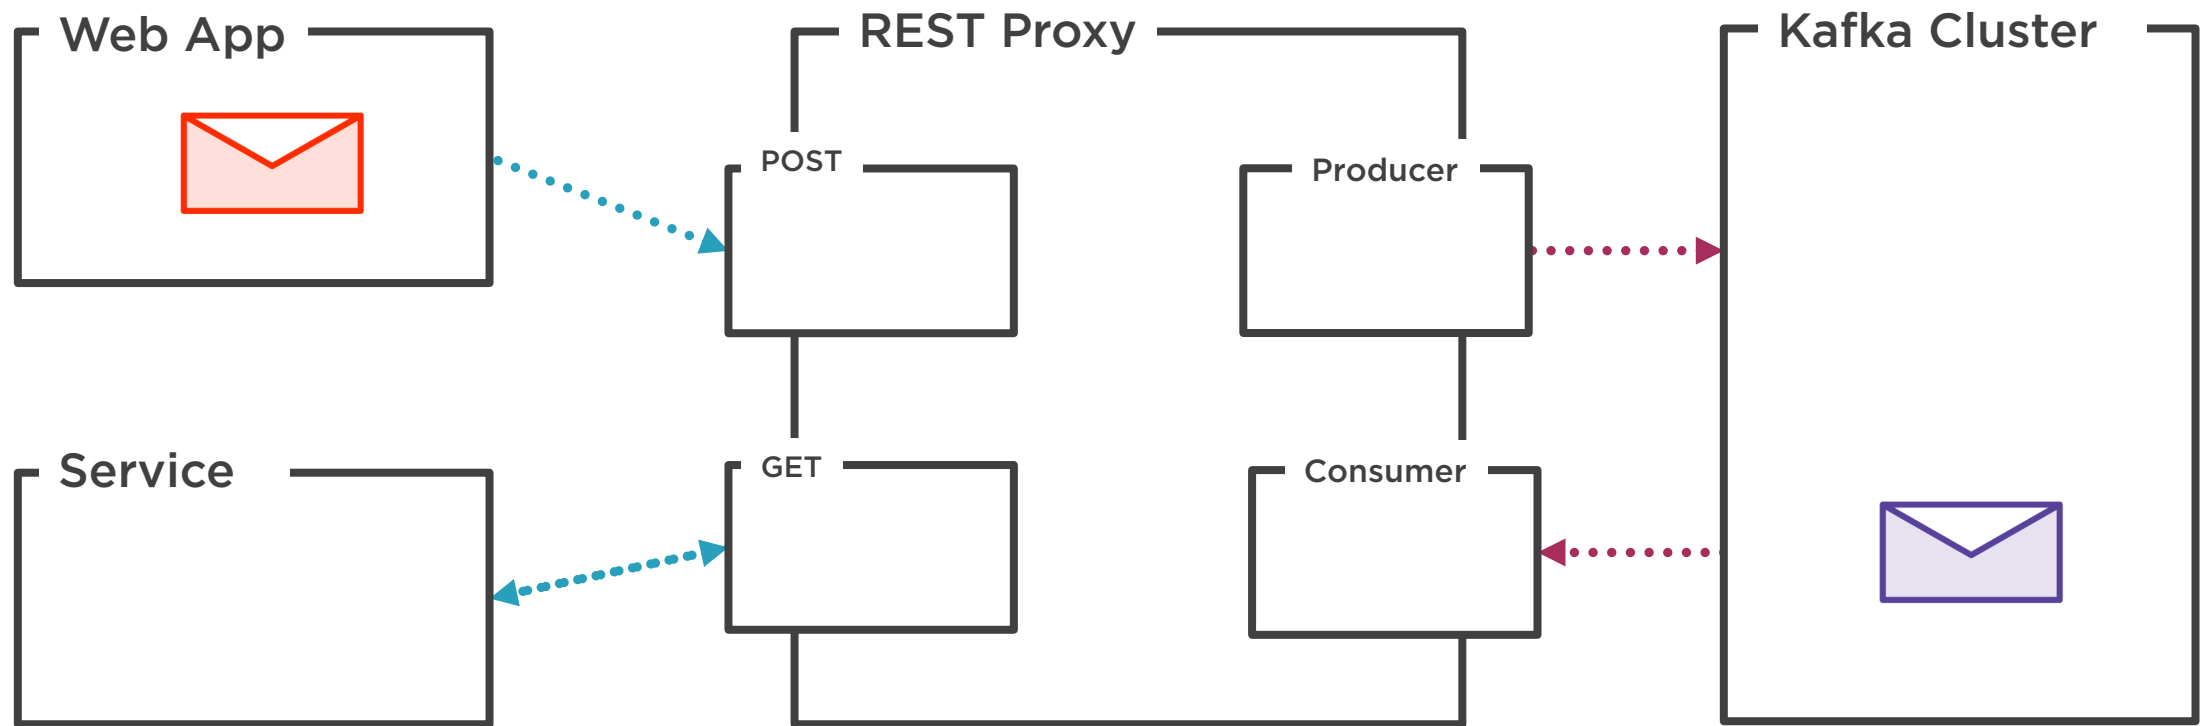 Web App
REST Proxy
Kafka Cluster
POST
Producer
Service
GET
Consumer